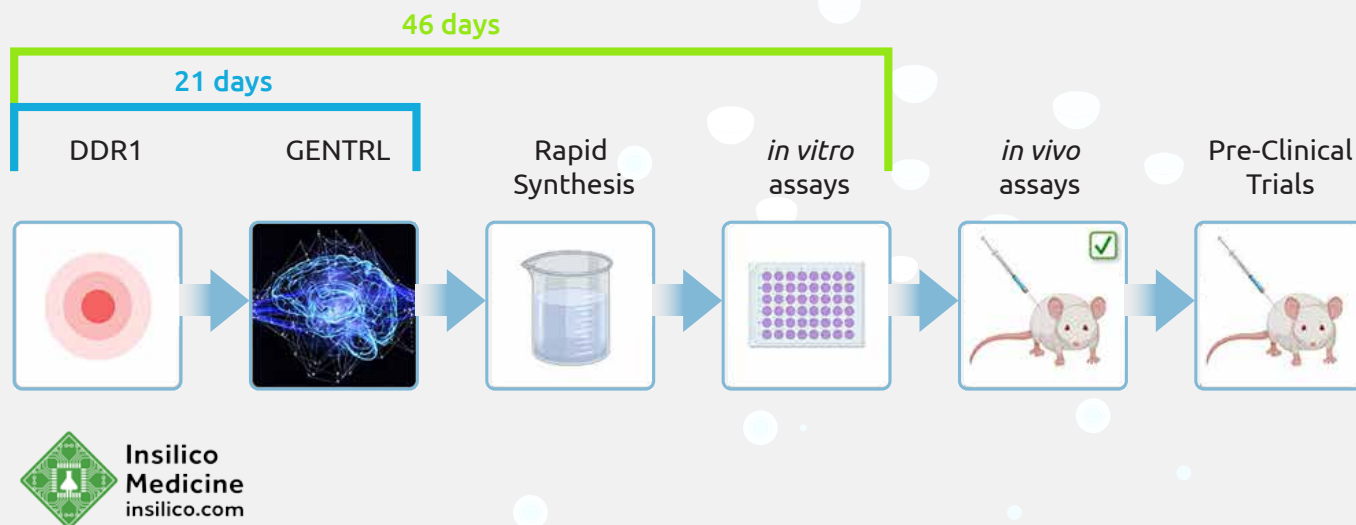 46 days
21 days
DDR1
GENTRL
Rapid
Synthesis
in vitro
assays
in vivo
assays
Pre-Clinical
Trials
Insilico
Medicine
insilico.com